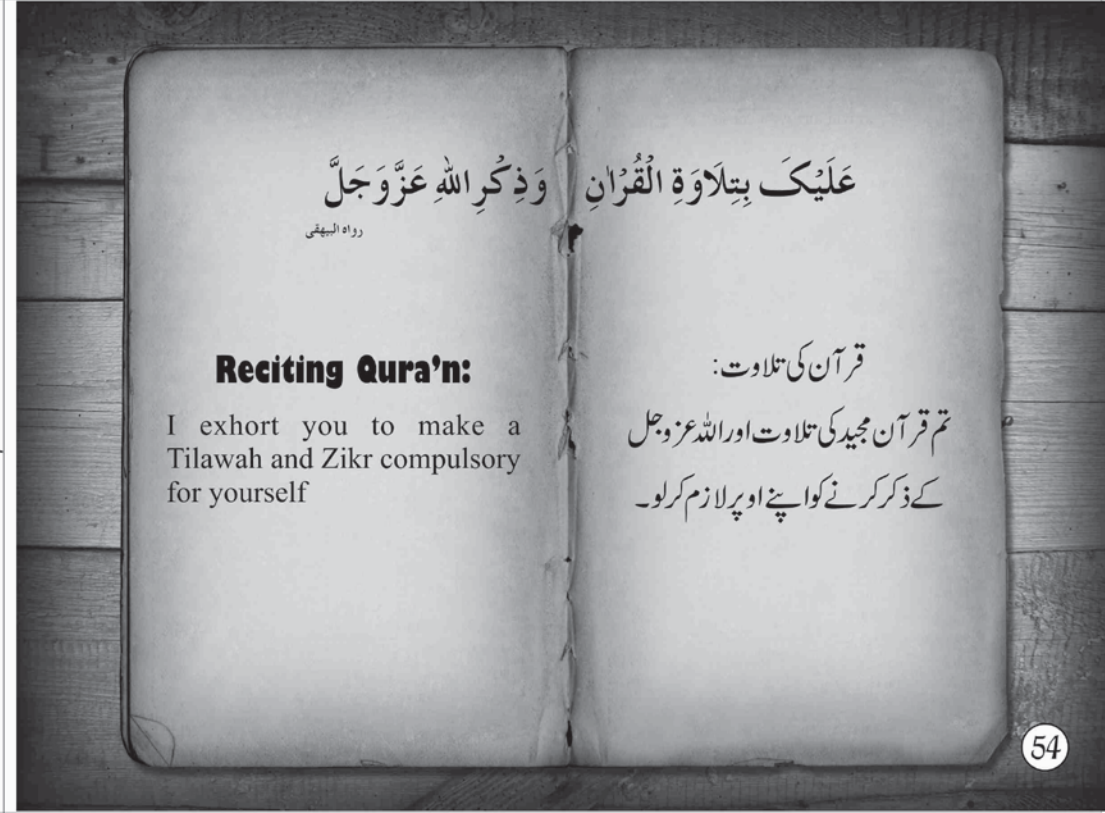 عَلَیْکَ بِتِلَاوَةِ الْقُرْاٰنِ وَذِکْرِ اللهِ عَزَّوَجَلَّ
رواه البیهقی
Reciting Qura'n:
I exhort you to make a
Tilawah and Zikr compulsory
for yourself
قرآن کی تلاوت:
تم قرآن مجید کی تلاوت اور اللہ عزوجل
کے ذکر کرنے کو اپنے اوپر لازم کرلو۔
54